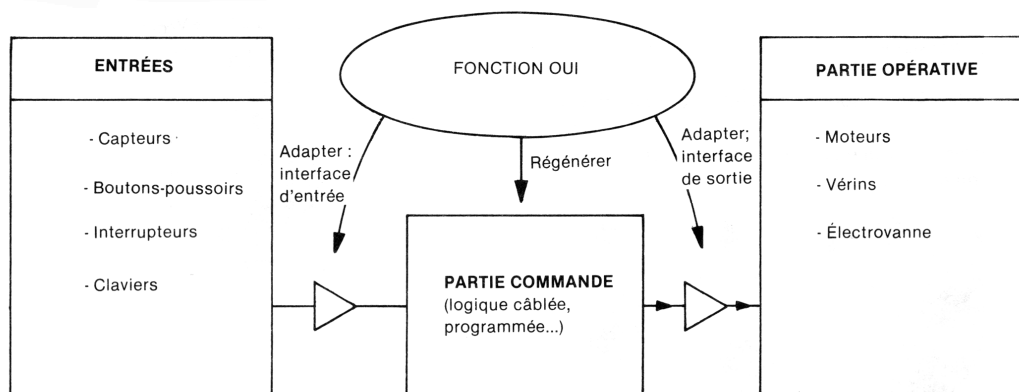 ENTRÉES
- Capteurs
- Boutons-poussoirs
- Interrupteurs
- Claviers
FONCTION OUI
Adapter :
interface
d'entrée
Régénérer
Adapter;
interface
de sortie
PARTIE COMMANDE
(logique câblée,
programmée...)
PARTIE OPÉRATIVE
- Moteurs
- Vérins
- Électrovanne